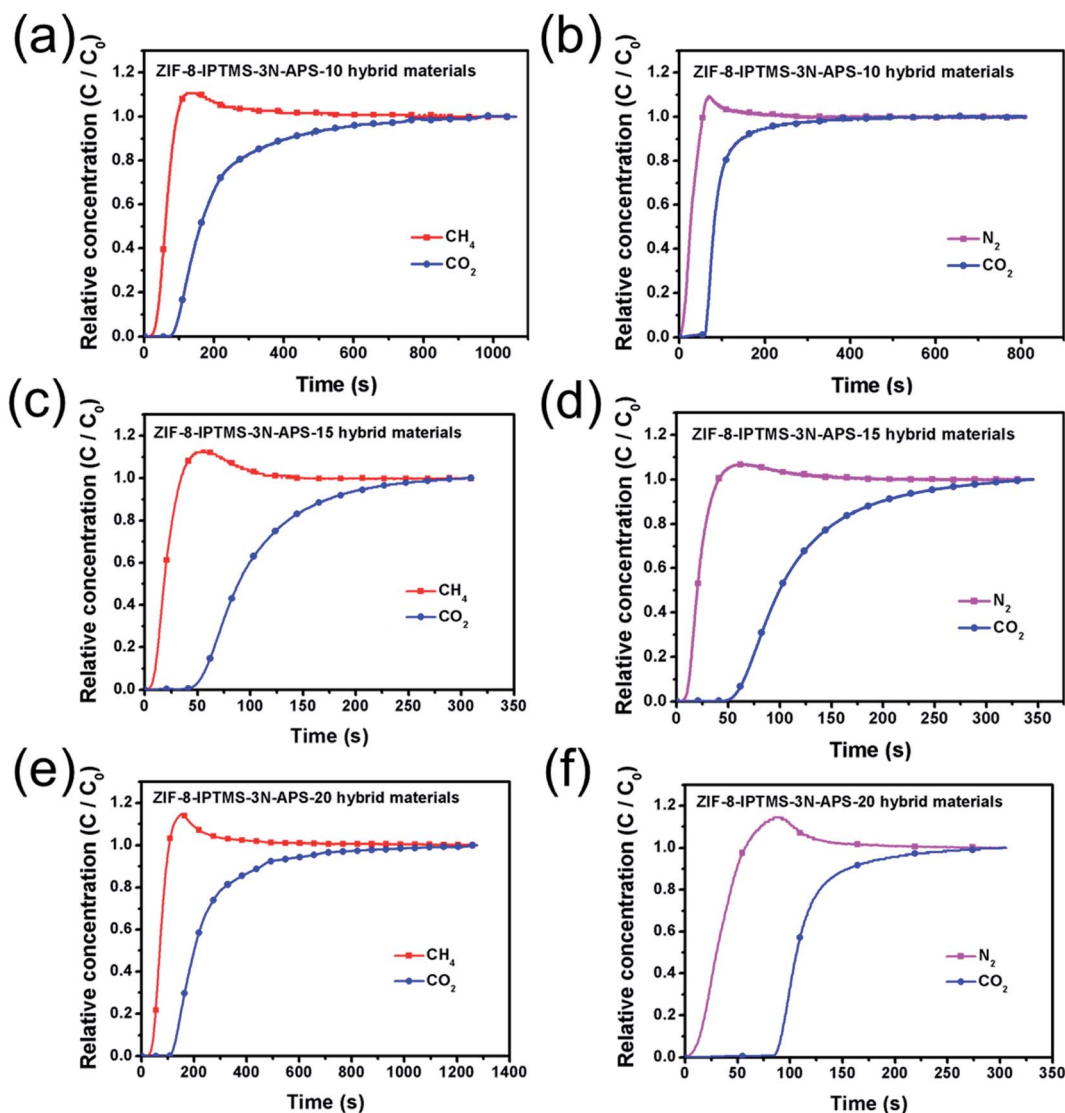 (a)
ZIF-8-IPTMS-3N-APS-10 hybrid materials
Relative concentration (C / C₀)
1.2
1.0
0.8
0.6
0.4
0.2
0.0
CH₄
CO₂
0 200 400 600 800 1000
Time (s)
(b)
ZIF-8-IPTMS-3N-APS-10 hybrid materials
Relative concentration (C / C₀)
1.2
1.0
0.8
0.6
0.4
0.2
0.0
N₂
CO₂
0 200 400 600 800
Time (s)
(c)
ZIF-8-IPTMS-3N-APS-15 hybrid materials
Relative concentration (C / C₀)
1.2
1.0
0.8
0.6
0.4
0.2
0.0
CH₄
CO₂
0 50 100 150 200 250 300 350
Time (s)
(d)
ZIF-8-IPTMS-3N-APS-15 hybrid materials
Relative concentration (C / C₀)
1.2
1.0
0.8
0.6
0.4
0.2
0.0
N₂
CO₂
0 50 100 150 200 250 300 350
Time (s)
(e)
ZIF-8-IPTMS-3N-APS-20 hybrid materials
Relative concentration (C / C₀)
1.2
1.0
0.8
0.6
0.4
0.2
0.0
CH₄
CO₂
0 200 400 600 800 1000 1200 1400
Time (s)
(f)
ZIF-8-IPTMS-3N-APS-20 hybrid materials
Relative concentration (C / C₀)
1.2
1.0
0.8
0.6
0.4
0.2
0.0
N₂
CO₂
0 50 100 150 200 250 300 350
Time (s)